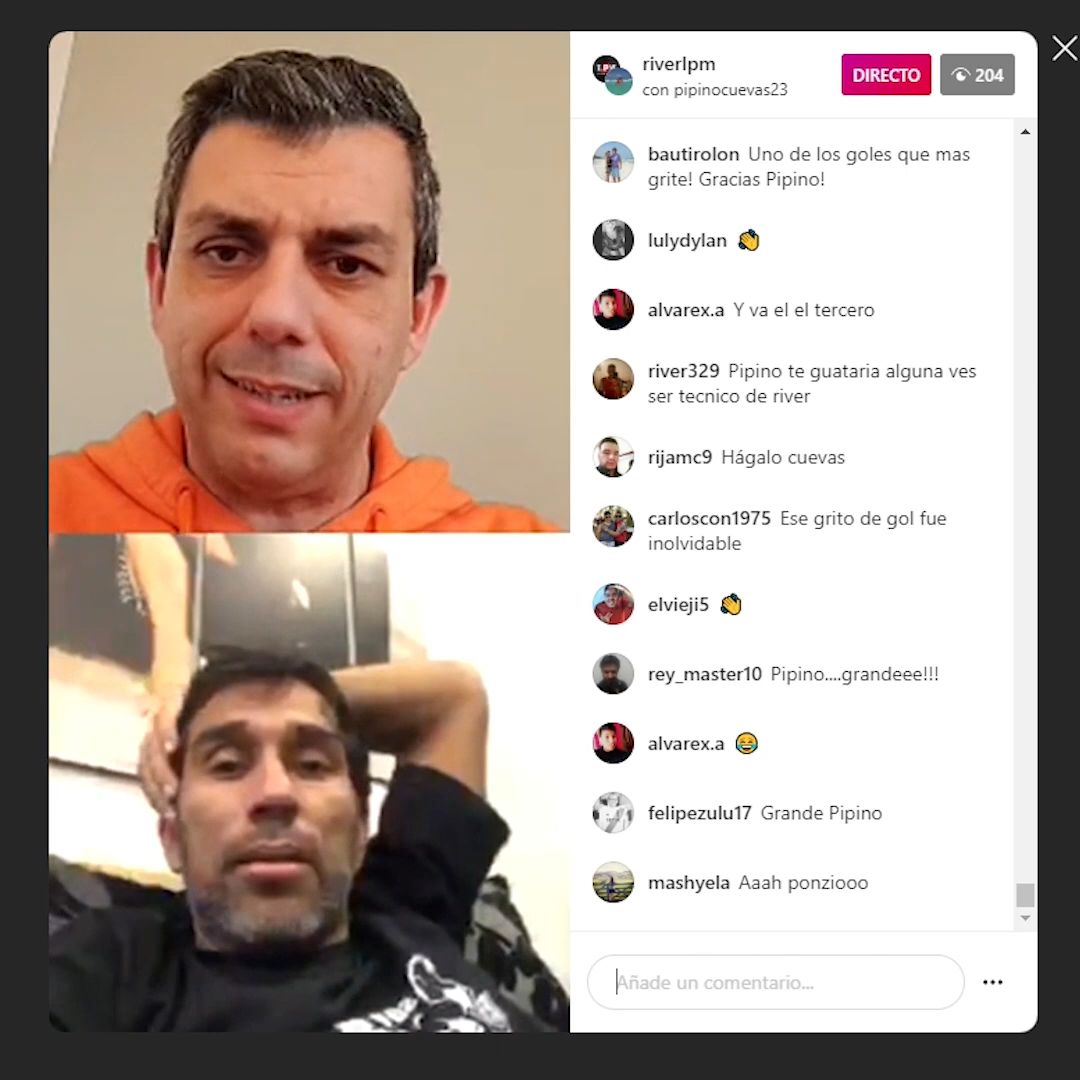 riverlpm
con pipinocuevas23
DIRECTO
204
bautirolon Uno de los goles que mas
grite! Gracias Pipino!
lulydylan 👏
alvarex.a Y va el el tercero
river329 Pipino te guataria alguna ves
ser tecnico de river
rijamc9 Hágalo cuevas
carloscon1975 Ese grito de gol fue
inolvidable
elvieji5 👏
rey_master10 Pipino....grandeee!!!
alvarex.a 😂
felipezulu17 Grande Pipino
mashyela Aaah ponziooo
Añade un comentario...